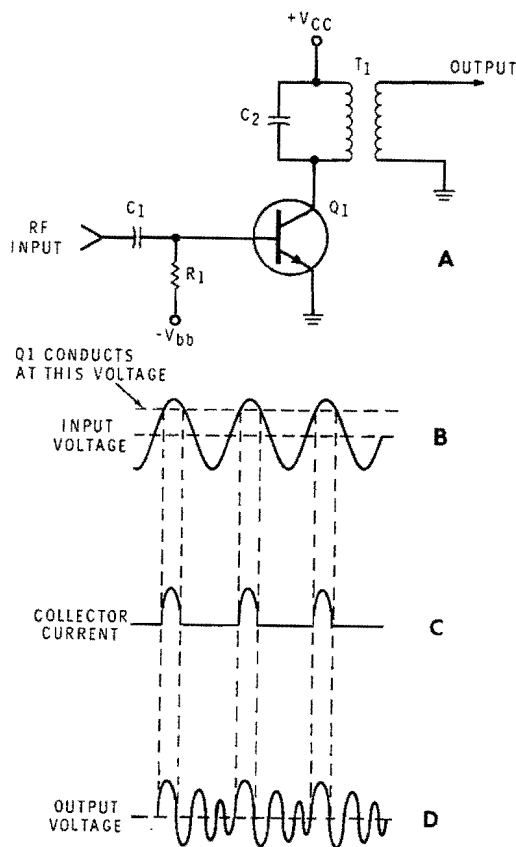 +VCC
T1
OUTPUT
C2
Q1
C1
RF
INPUT
A
R1
-Vbb
Q1 CONDUCTS
AT THIS VOLTAGE
INPUT
VOLTAGE
B
COLLECTOR
CURRENT
C
OUTPUT
VOLTAGE
D